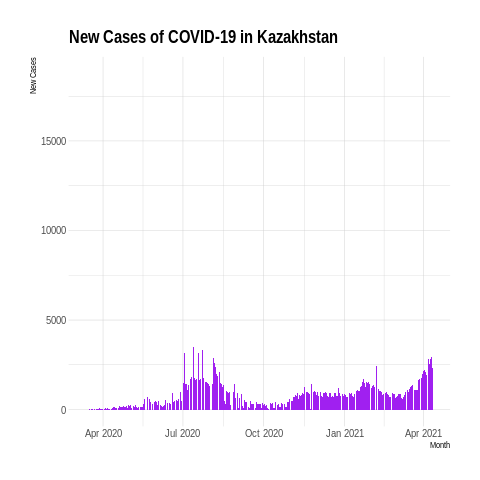 New Cases of COVID-19 in Kazakhstan
New Cases
15000
10000
5000
0
Apr 2020
Jul 2020
Oct 2020
Jan 2021
Apr 2021
Month